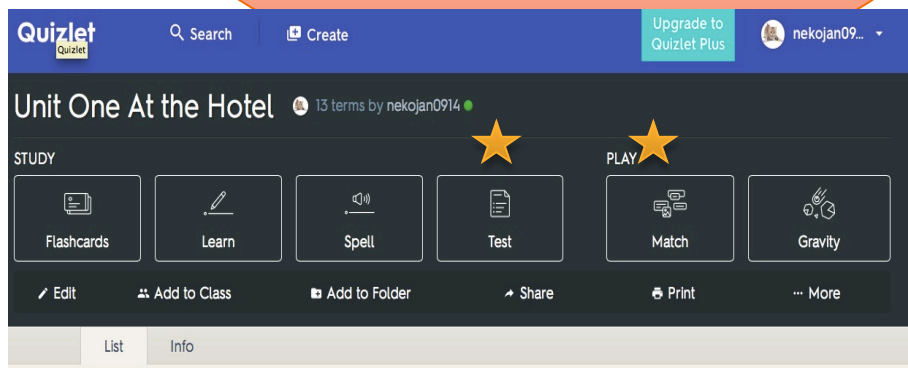 Quizlet Search Create Upgrade to Quizlet Plus nekojan09...
Quizlet
Unit One At the Hotel 13 terms by nekojan0914
STUDY PLAY
Flashcards Learn Spell Test Match Gravity
Edit Add to Class Add to Folder Share Print ... More
List Info